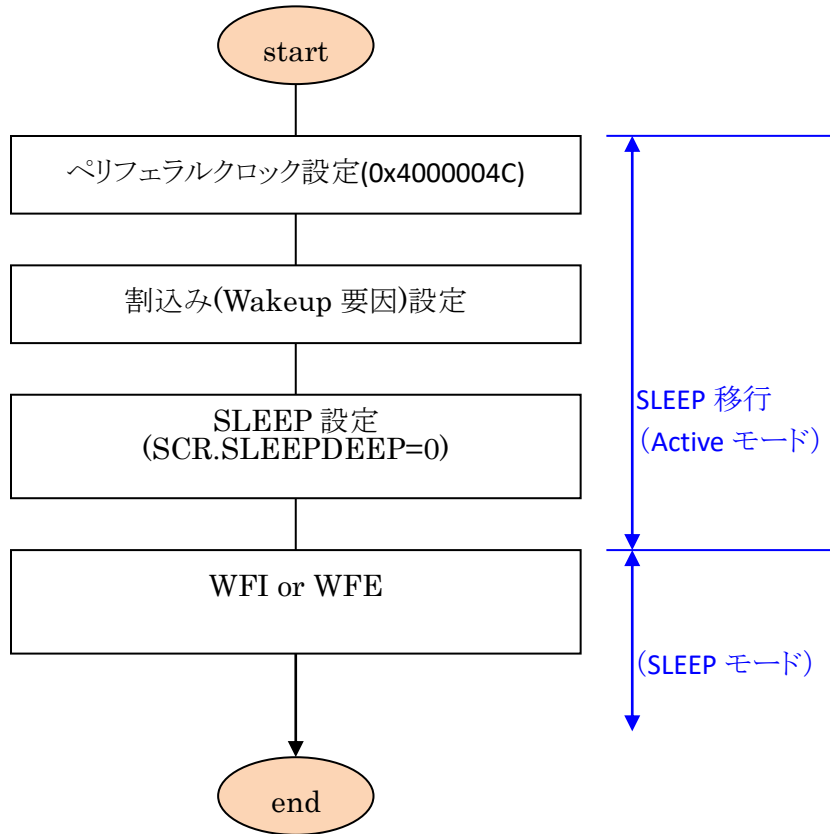 start
ペリフェラルクロック設定(0x4000004C)
割込み(Wakeup 要因)設定
SLEEP 設定
(SCR.SLEEPDEEP=0)
SLEEP 移行
（Active モード）
WFI or WFE
（SLEEP モード）
end